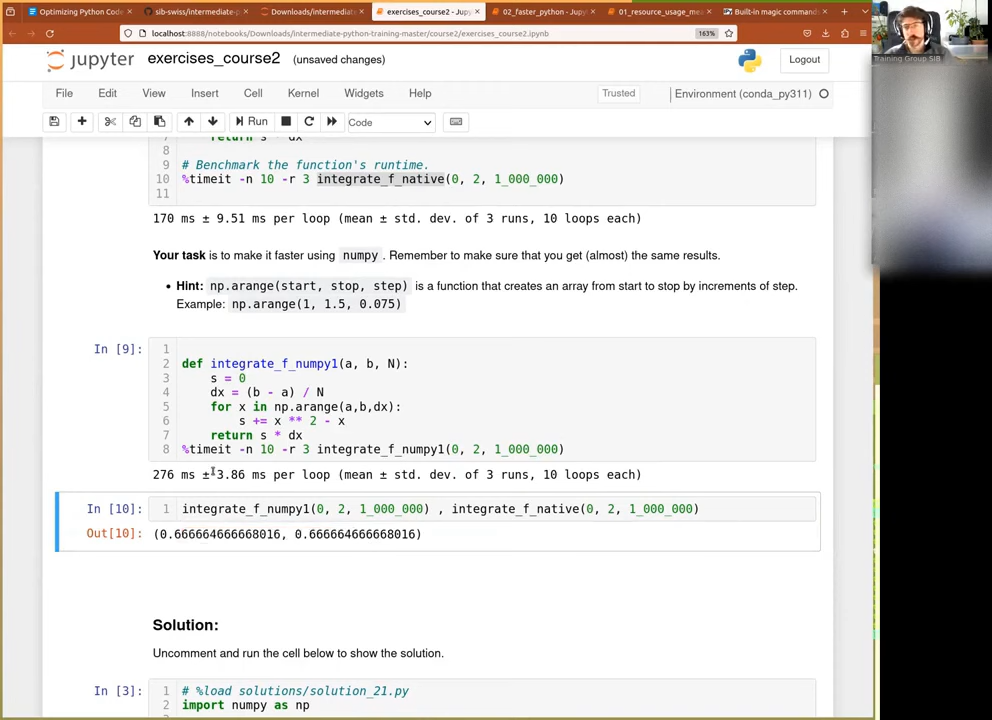 Optimizing Python Code
sib-swiss/intermediate-p
Downloads/intermediate
exercises_course2 - Jup
02_faster_python - Jup
01_resource_usage_me
Built-in magic command
localhost:8888/notebooks/Downloads/intermediate-python-training-master/course2/exercises_course2.ipynb
163%
Training Group SIB
jupyter exercises_course2 (unsaved changes)
Logout
File Edit View Insert Cell Kernel Widgets Help
Trusted
Environment (conda_py311)
Run
Code
7 return s * dx
8
9 # Benchmark the function's runtime.
10 %timeit -n 10 -r 3 integrate_f_native(0, 2, 1_000_000)
11
170 ms ± 9.51 ms per loop (mean ± std. dev. of 3 runs, 10 loops each)
Your task is to make it faster using numpy . Remember to make sure that you get (almost) the same results.
• Hint: np.arange(start, stop, step) is a function that creates an array from start to stop by increments of step.
Example: np.arange(1, 1.5, 0.075)
In [9]: 1
2 def integrate_f_numpy1(a, b, N):
3 s = 0
4 dx = (b - a) / N
5 for x in np.arange(a,b,dx):
6 s += x ** 2 - x
7 return s * dx
8 %timeit -n 10 -r 3 integrate_f_numpy1(0, 2, 1_000_000)
276 ms ± 3.86 ms per loop (mean ± std. dev. of 3 runs, 10 loops each)
In [10]: 1 integrate_f_numpy1(0, 2, 1_000_000) , integrate_f_native(0, 2, 1_000_000)
Out[10]: (0.666664666668016, 0.666664666668016)
Solution:
Uncomment and run the cell below to show the solution.
In [3]: 1 # %load solutions/solution_21.py
2 import numpy as np